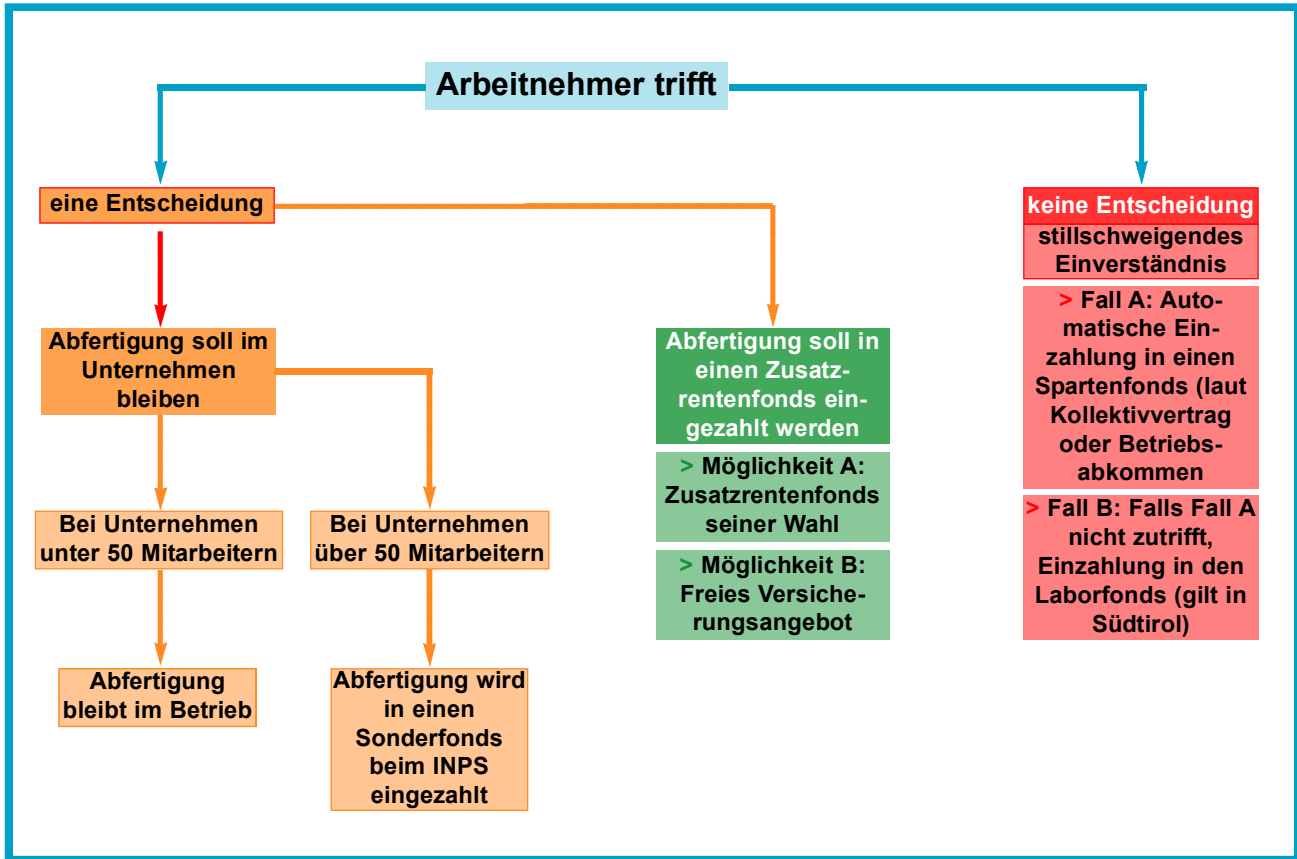 Arbeitnehmer trifft
eine Entscheidung
Abfertigung soll im
Unternehmen
bleiben
Bei Unternehmen
unter 50 Mitarbeitern
Abfertigung
bleibt im Betrieb
Bei Unternehmen
über 50 Mitarbeitern
Abfertigung wird
in einen
Sonderfonds
beim INPS
eingezahlt
Abfertigung soll in
einen Zusatz-
rentenfonds ein-
gezahlt werden
> Möglichkeit A:
Zusatzrentenfonds
seiner Wahl
> Möglichkeit B:
Freies Versiche-
rungsangebot
keine Entscheidung
stillschweigendes
Einverständnis
> Fall A: Auto-
matische Ein-
zahlung in einen
Spartenfonds (laut
Kollektivvertrag
oder Betriebs-
abkommen
> Fall B: Falls Fall A
nicht zutrifft,
Einzahlung in den
Laborfonds (gilt in
Südtirol)